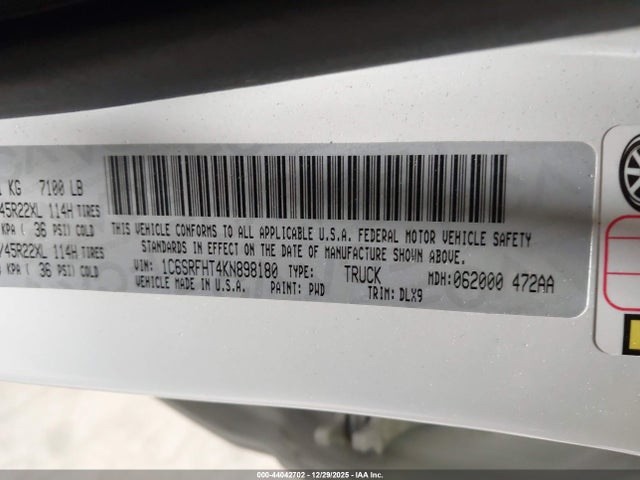 KG 7100 LB
45R22XL 114H TIRES
KPA ( 36 PSI) COLD
/45R22XL 114H TIRES
KPA ( 36 PSI) COLD
THIS VEHICLE CONFORMS TO ALL APPLICABLE U.S.A. FEDERAL MOTOR VEHICLE SAFETY
STANDARDS IN EFFECT ON THE DATE OF MANUFACTURE SHOWN ABOVE.
VIN: 1C6SRFHT4KN898180 TYPE: TRUCK MDH:062000 472AA
VEHICLE MADE IN U.S.A. PAINT: PWD TRIM: DLX9
000-44042702 - 12/29/2025 - IAA Inc.